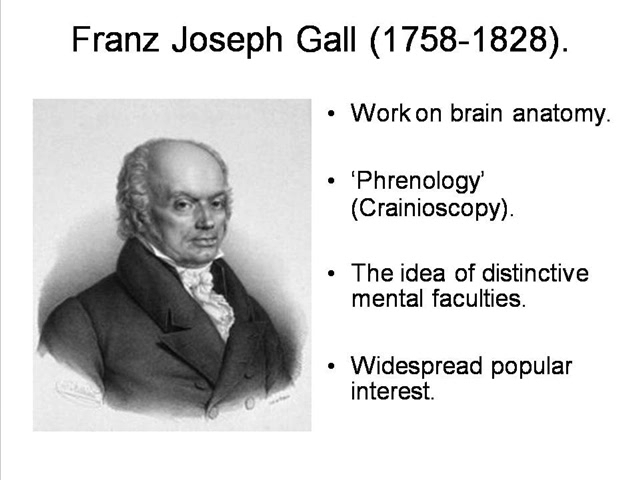 Franz Joseph Gall (1758-1828).
• Work on brain anatomy.
• ‘Phrenology’
(Crainioscopy).
• The idea of distinctive
mental faculties.
• Widespread popular
interest.